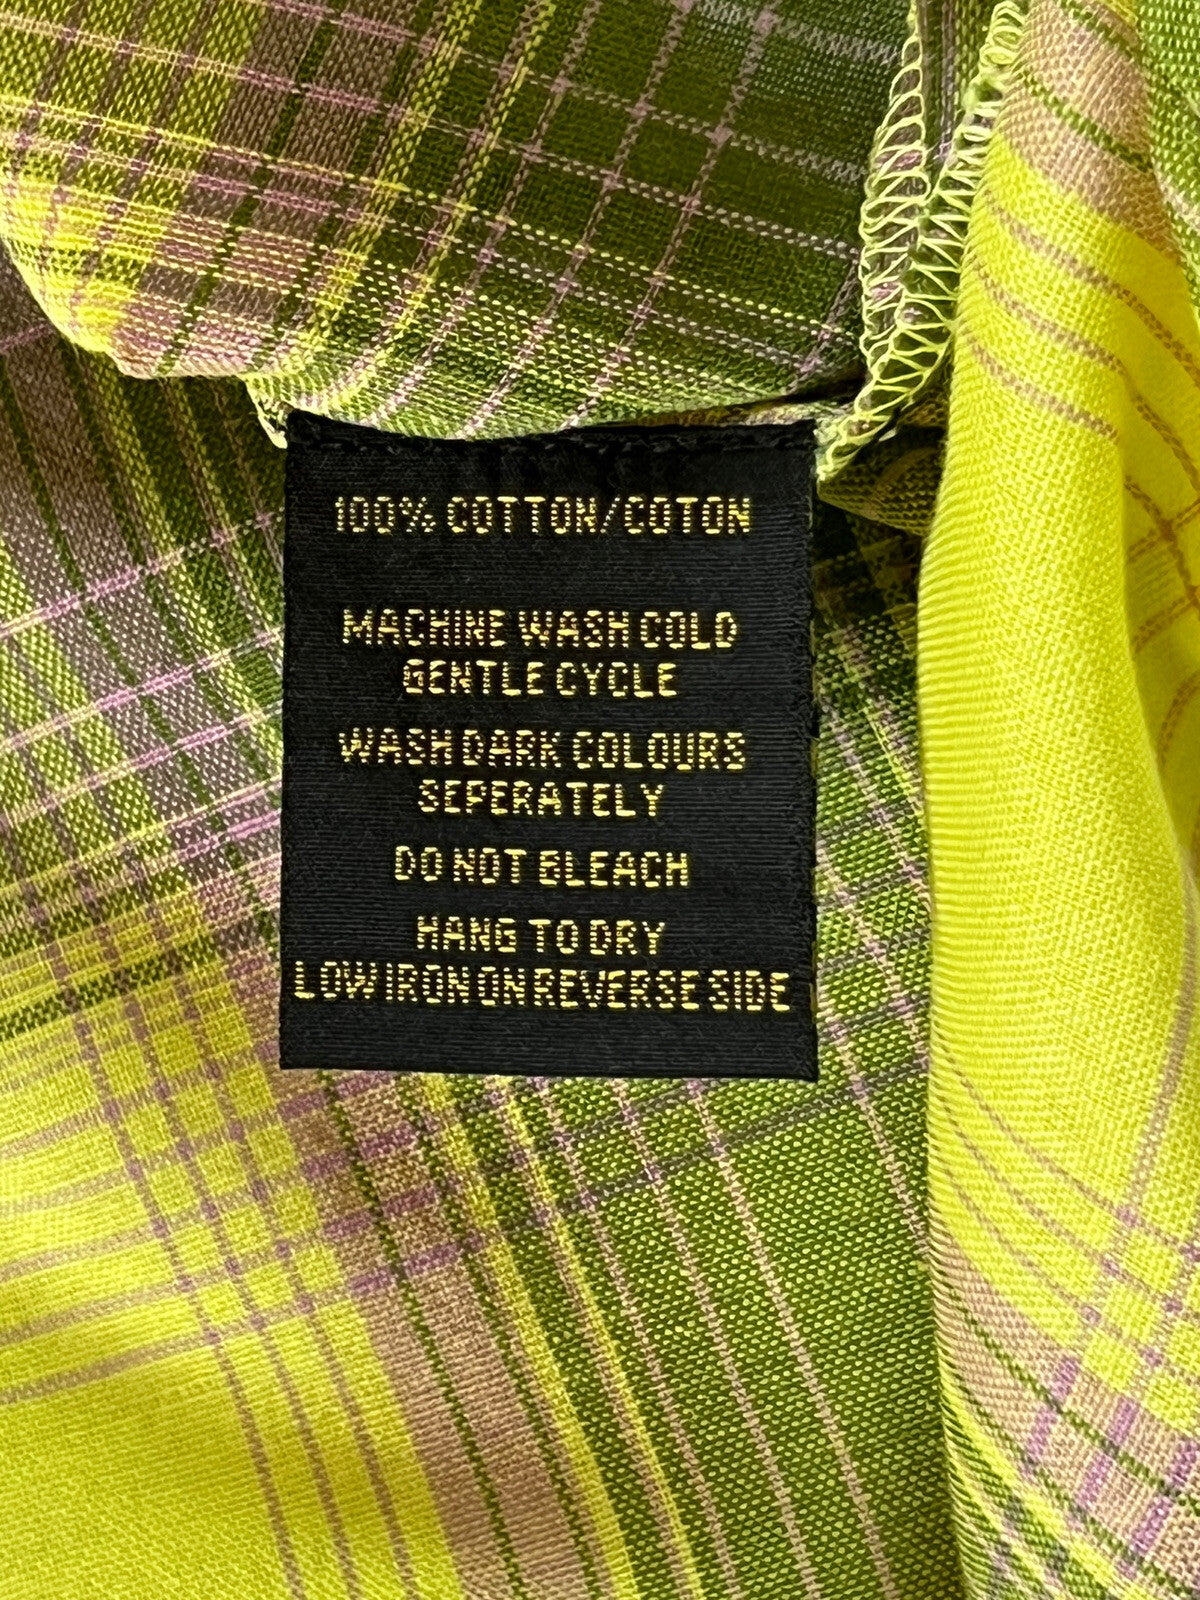 100% COTTON/COTON
MACHINE WASH COLD
GENTLE CYCLE
WASH DARK COLOURS
SEPERATELY
DO NOT BLEACH
HANG TO DRY
LOW IRON ON REVERSE SIDE